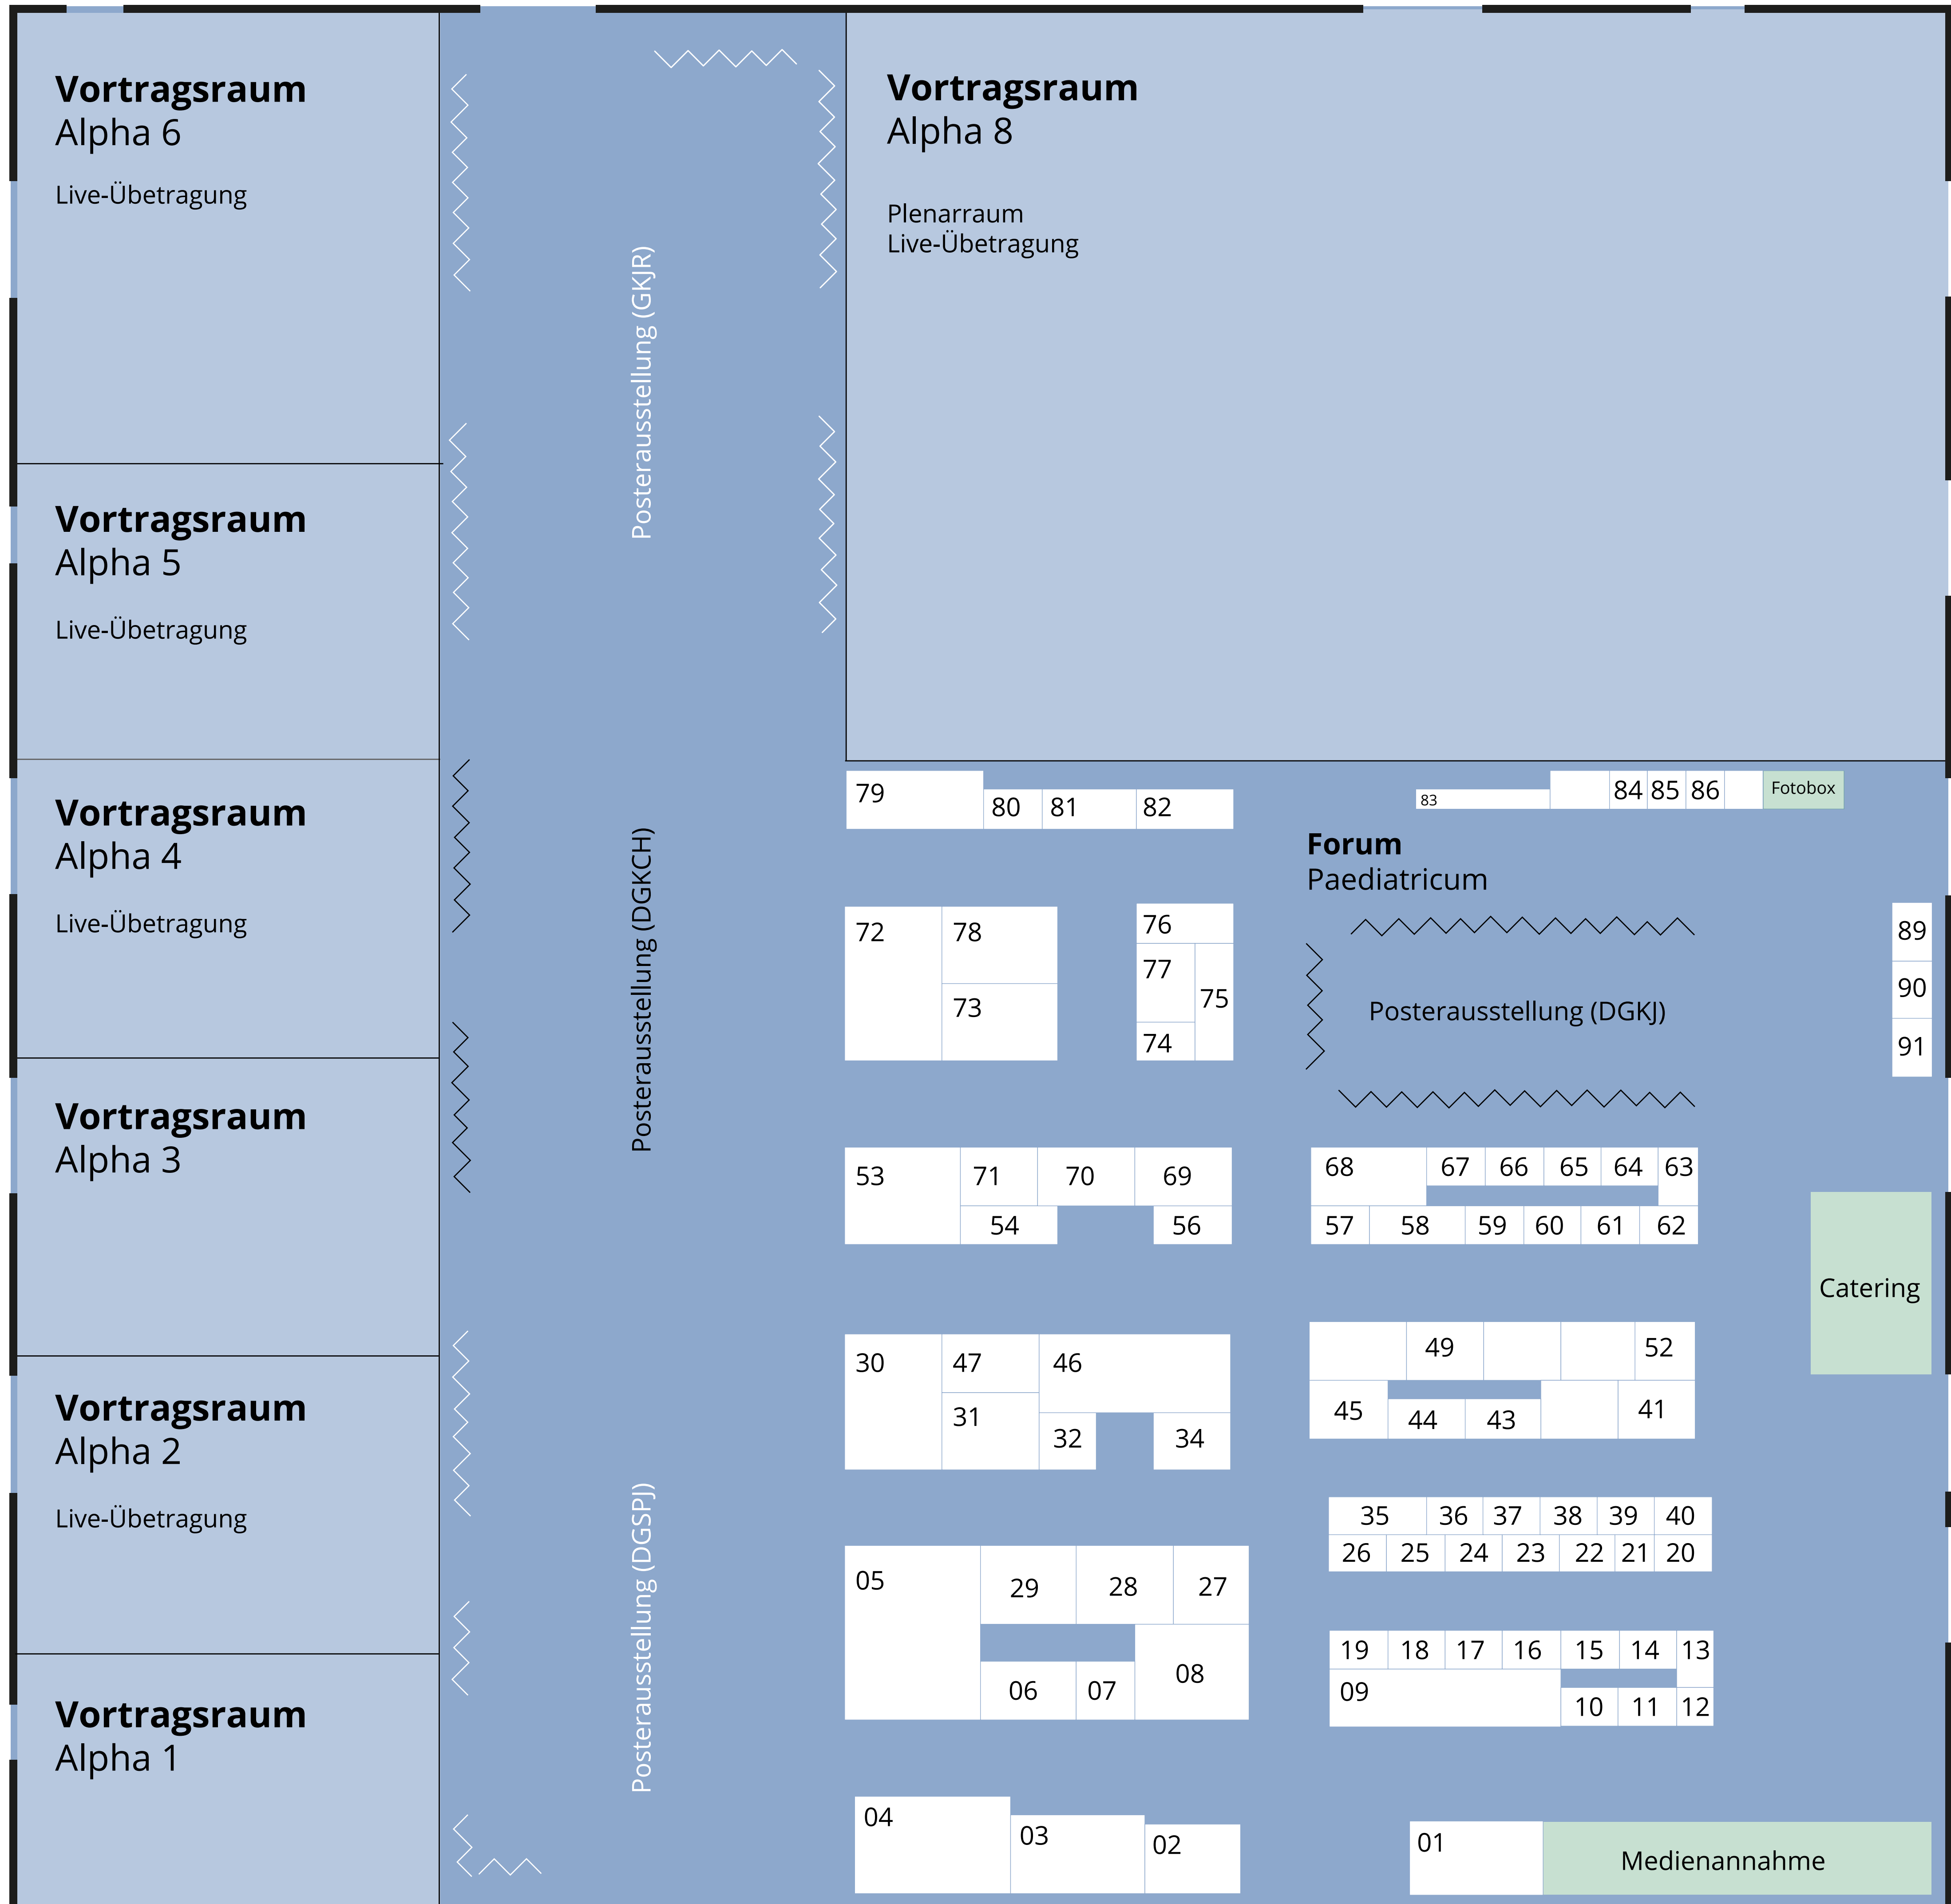 Vortragsraum
Alpha 6
Live-Übetragung
Vortragsraum
Alpha 5
Live-Übetragung
Vortragsraum
Alpha 4
Live-Übetragung
Vortragsraum
Alpha 3
Vortragsraum
Alpha 2
Live-Übetragung
Vortragsraum
Alpha 1
Posterausstellung (GKJR)
Posterausstellung (DGKCH)
Posterausstellung (DGSPJ)
Vortragsraum
Alpha 8
Plenarraum
Live-Übetragung
79 80 81 82
83 84 85 86 Fotobox
Forum
Paediatricum
72 78 76
73 77 75
74
Posterausstellung (DGKJ)
89
90
91
53 71 70 69
54 56
68 67 66 65 64 63
57 58 59 60 61 62
Catering
30 47 46
31 32 34
49 52
45 44 43 41
35 36 37 38 39 40
26 25 24 23 22 21 20
05 29 28 27
06 07 08
19 18 17 16 15 14 13
09 10 11 12
04 03 02
01 Medienannahme